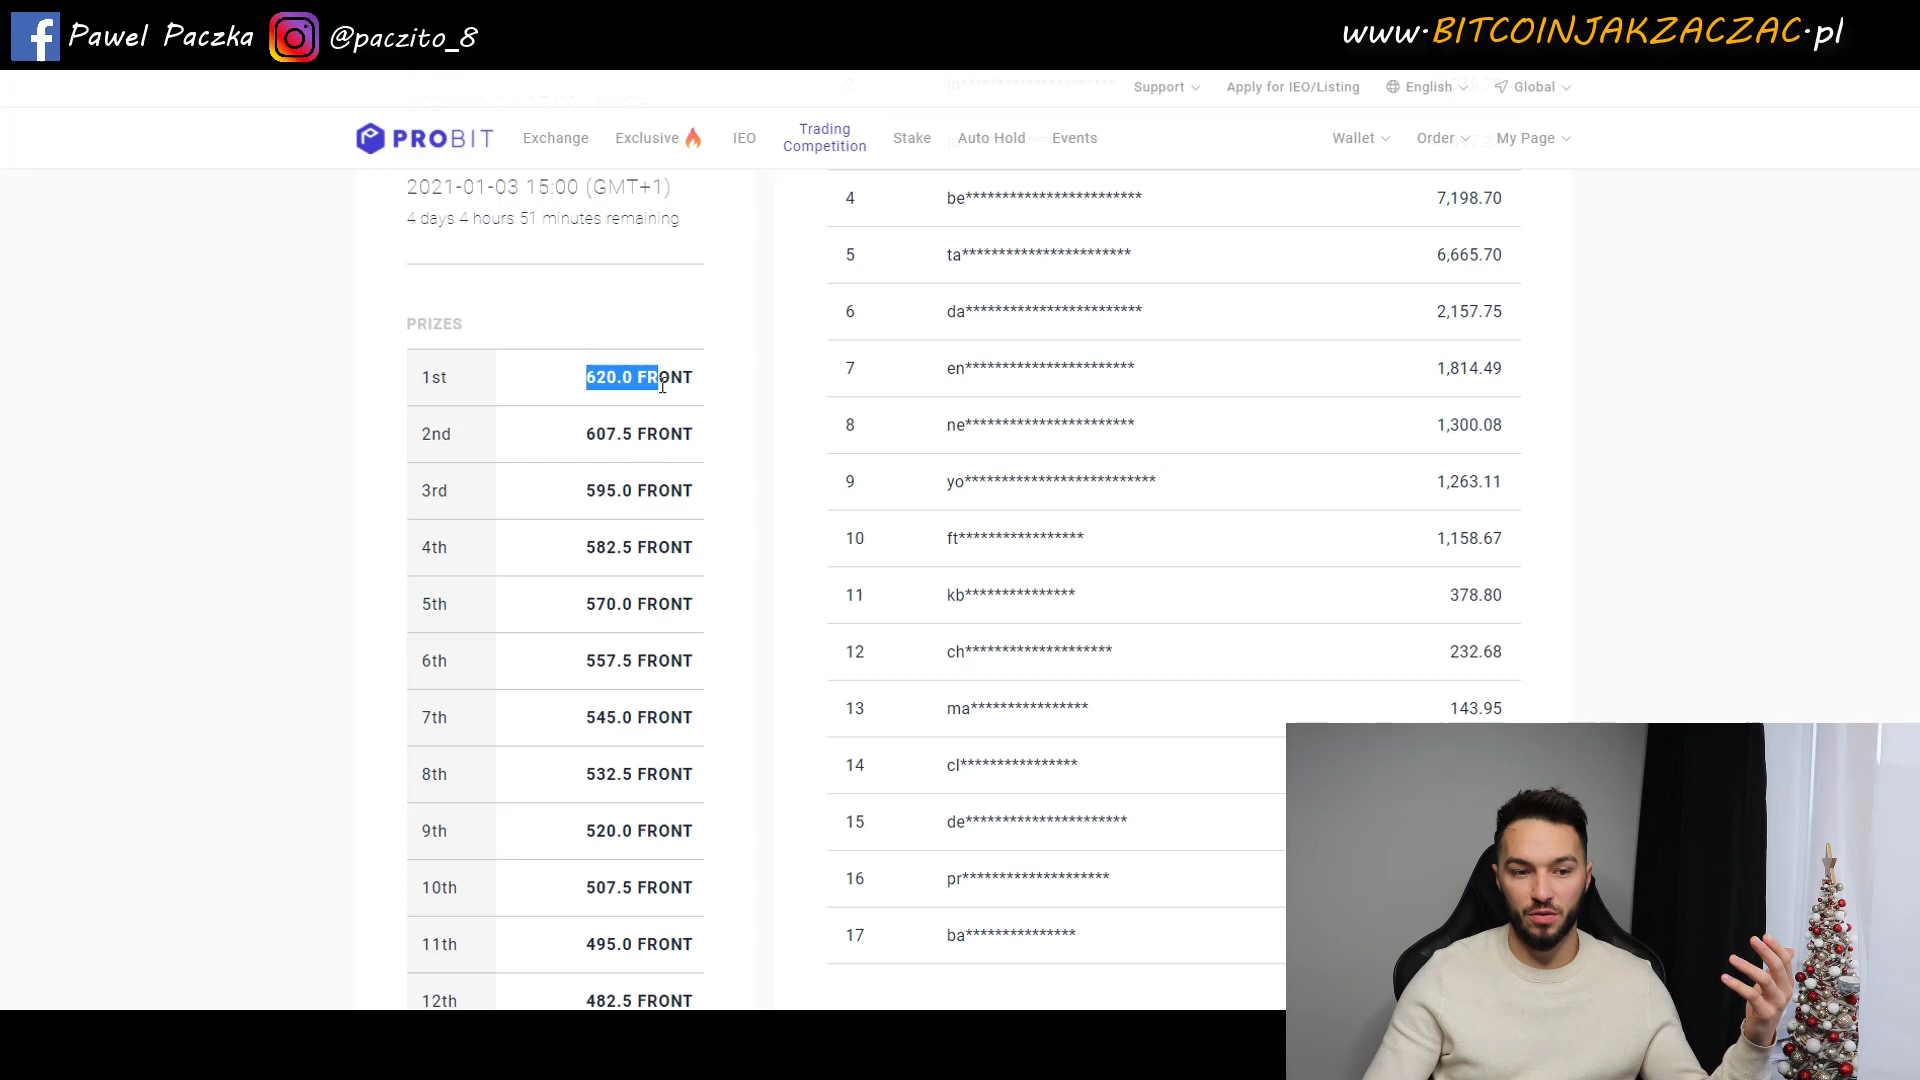 Pawel Paczka @paczito_8 www.BITCOINJAKZACZAC.pl
Support Apply for IEO/Listing English Global
PROBIT Exchange Exclusive IEO Trading Competition Stake Auto Hold Events Wallet Order My Page
2021-01-03 15:00 (GMT+1)
4 days 4 hours 51 minutes remaining
PRIZES
1st 620.0 FRONT
2nd 607.5 FRONT
3rd 595.0 FRONT
4th 582.5 FRONT
5th 570.0 FRONT
6th 557.5 FRONT
7th 545.0 FRONT
8th 532.5 FRONT
9th 520.0 FRONT
10th 507.5 FRONT
11th 495.0 FRONT
12th 482.5 FRONT
4 be************************ 7,198.70
5 ta*********************** 6,665.70
6 da************************ 2,157.75
7 en*********************** 1,814.49
8 ne*********************** 1,300.08
9 yo************************** 1,263.11
10 ft***************** 1,158.67
11 kb*************** 378.80
12 ch******************** 232.68
13 ma**************** 143.95
14 cl****************
15 de**********************
16 pr********************
17 ba***************